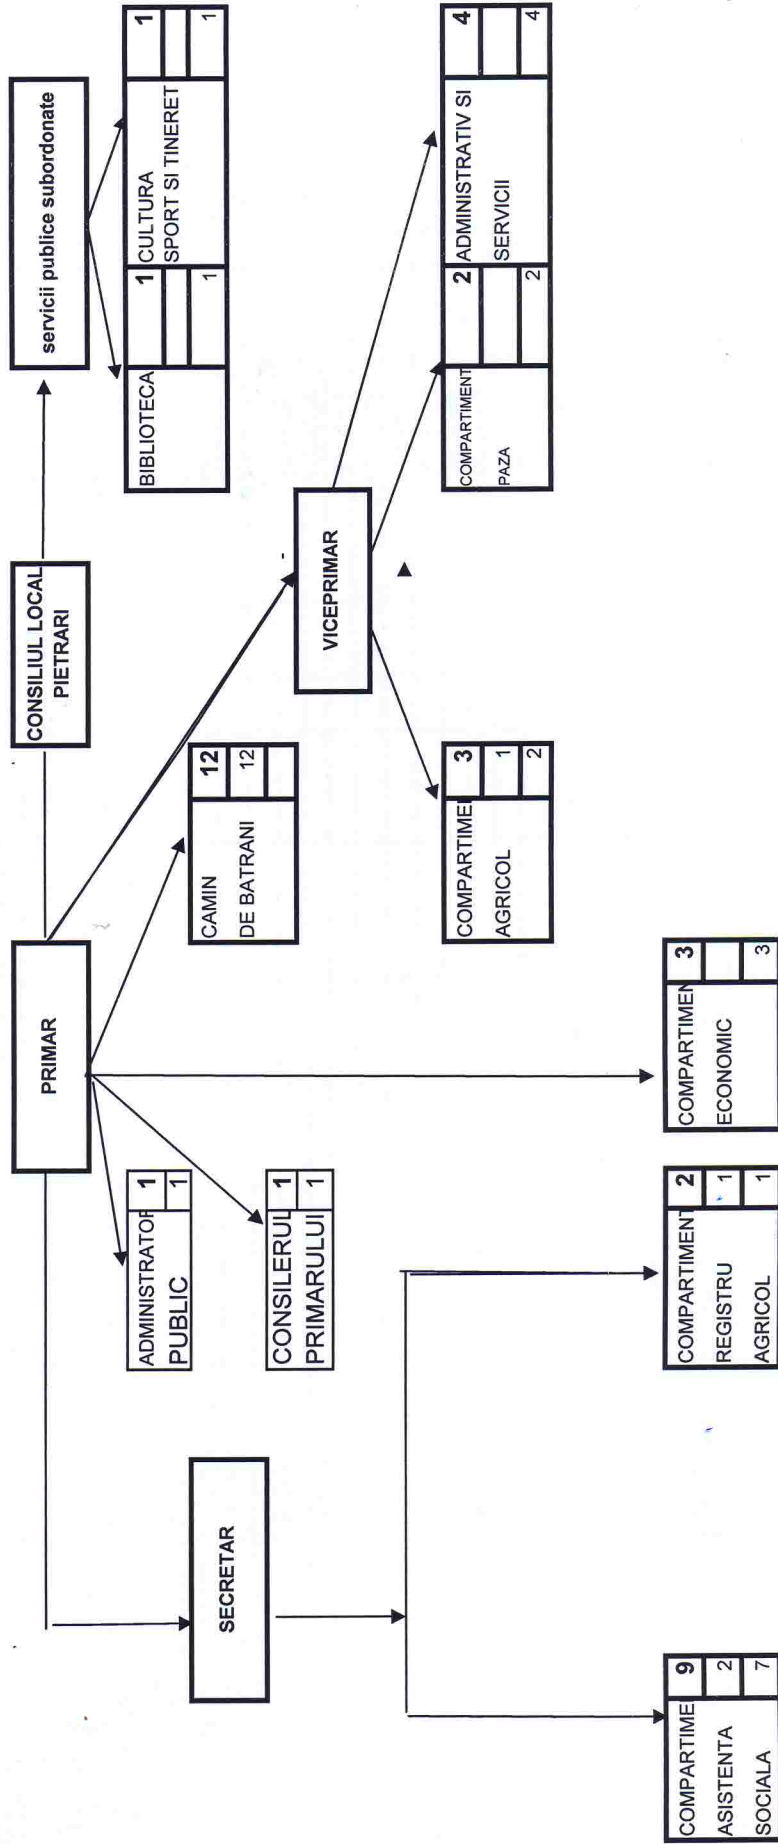 PRIMAR
CONSILIUL LOCAL
PIETRARI
servicii publice subordonate
ADMINISTRATOR 1
PUBLIC 1
BIBLIOTECA 1
1
CULTURA 1
SPORT SI TINERET
1
SECRETAR
CAMIN 12
DE BATRANI 12
CONSILERUL 1
PRIMARULUI 1
VICEPRIMAR
COMPARTIME 3
AGRICOL 1
2
COMPARTIMENT 2
PAZA
2
ADMINISTRATIV SI 4
SERVICII
4
COMPARTIME 9
ASISTENTA 2
SOCIALA 7
COMPARTIMENT 2
REGISTRU 1
AGRICOL 1
COMPARTIMEN 3
ECONOMIC
3